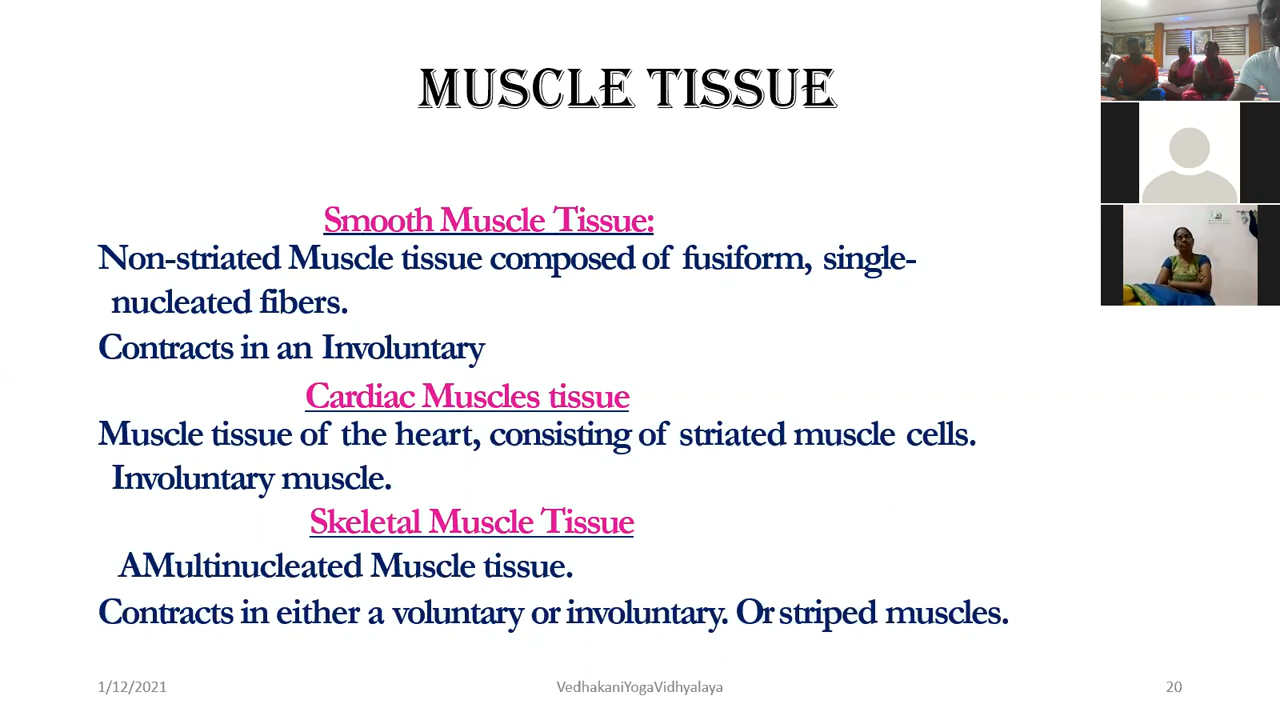 MUSCLE TISSUE
Smooth Muscle Tissue:
Non-striated Muscle tissue composed of fusiform, single-
nucleated fibers.
Contracts in an Involuntary
Cardiac Muscles tissue
Muscle tissue of the heart, consisting of striated muscle cells.
Involuntary muscle.
Skeletal Muscle Tissue
AMultinucleated Muscle tissue.
Contracts in either a voluntary or involuntary. Or striped muscles.
1/12/2021
VedhakaniYogaVidhyalaya
20